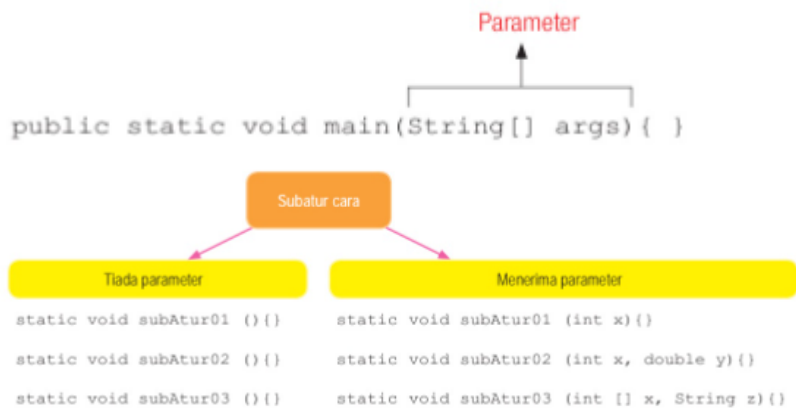 Parameter
public static void main(String[] args){ }
Subatur cara
Tiada parameter
static void subAtur01 (){}
static void subAtur02 (){}
static void subAtur03 (){}
Menerima parameter
static void subAtur01 (int x){}
static void subAtur02 (int x, double y){}
static void subAtur03 (int [] x, String z){}